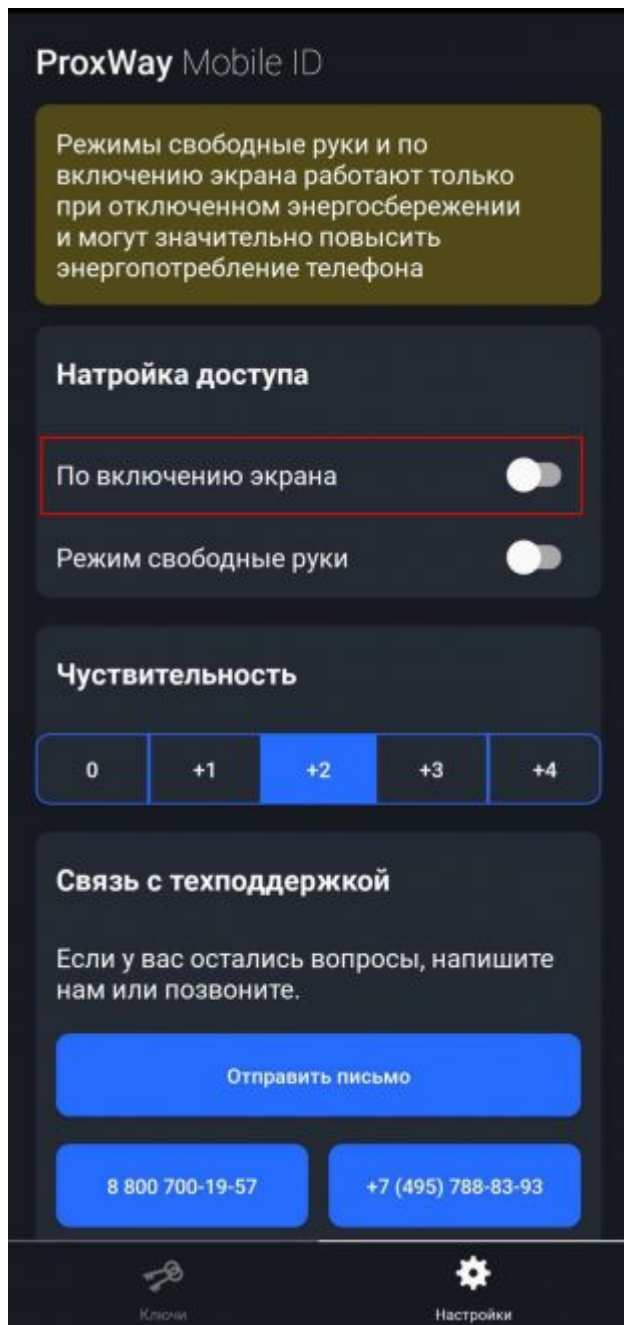 ProxWay Mobile ID
Режимы свободные руки и по
включению экрана работают только
при отключенном энергосбережении
и могут значительно повысить
энергопотребление телефона
Натройка доступа
По включению экрана
Режим свободные руки
Чуствительность
0 +1 +2 +3 +4
Связь с техподдержкой
Если у вас остались вопросы, напишите
нам или позвоните.
Отправить письмо
8 800 700-19-57 +7 (495) 788-83-93
Ключи Настройки